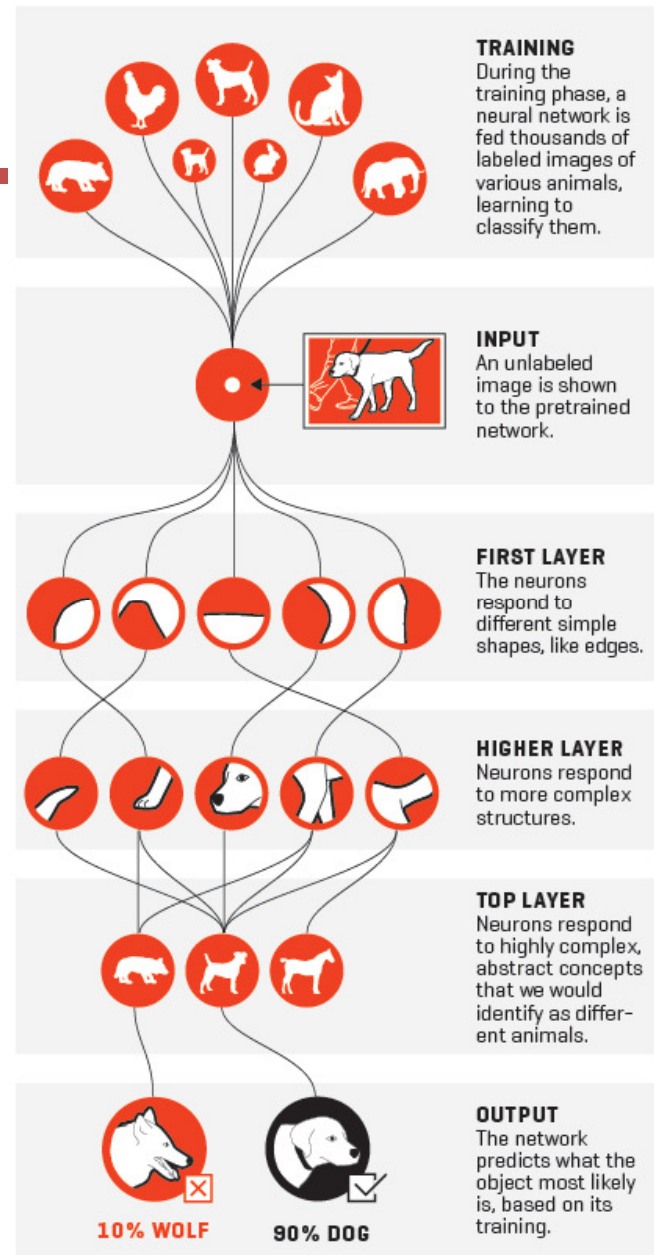 TRAINING
During the
training phase, a
neural network is
fed thousands of
labeled images of
various animals,
learning to
classify them.
INPUT
An unlabeled
image is shown
to the pretrained
network.
FIRST LAYER
The neurons
respond to
different simple
shapes, like edges.
HIGHER LAYER
Neurons respond
to more complex
structures.
TOP LAYER
Neurons respond
to highly complex,
abstract concepts
that we would
identify as differ-
ent animals.
OUTPUT
The network
predicts what the
object most likely
is, based on its
training.
10% WOLF
90% DOG